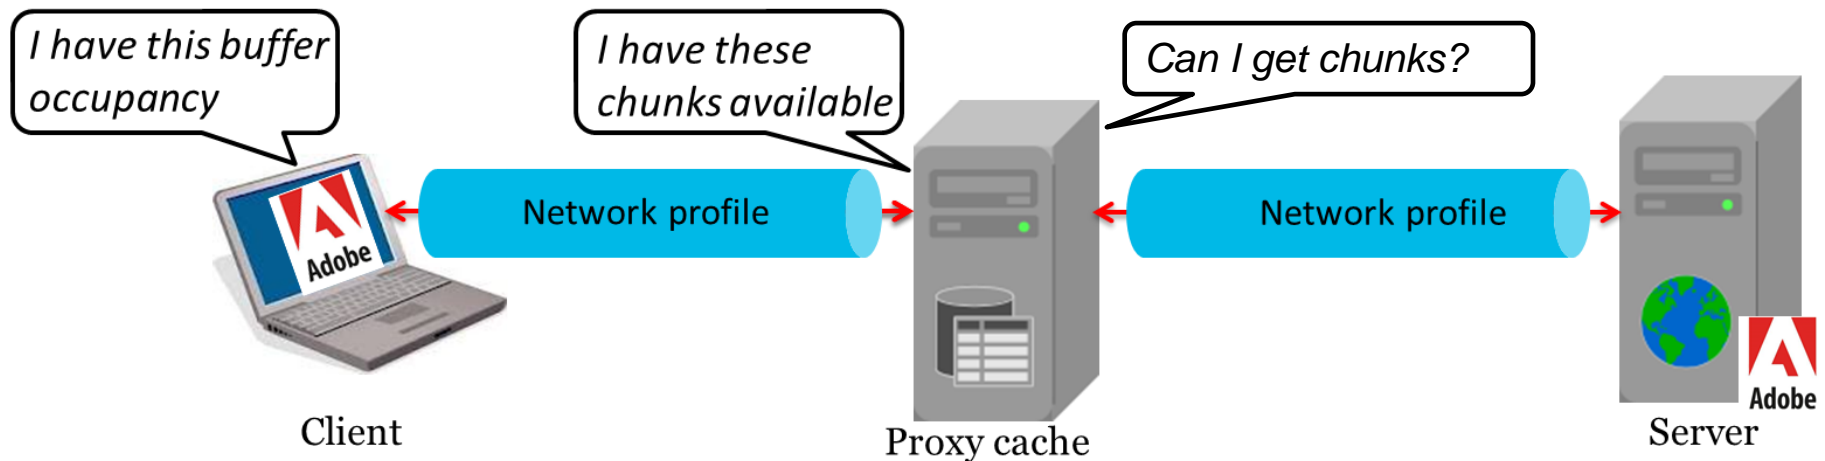 I have this buffer
occupancy
I have these
chunks available
Can I get chunks?
Adobe
Network profile
Network profile
Adobe
Client
Proxy cache
Server